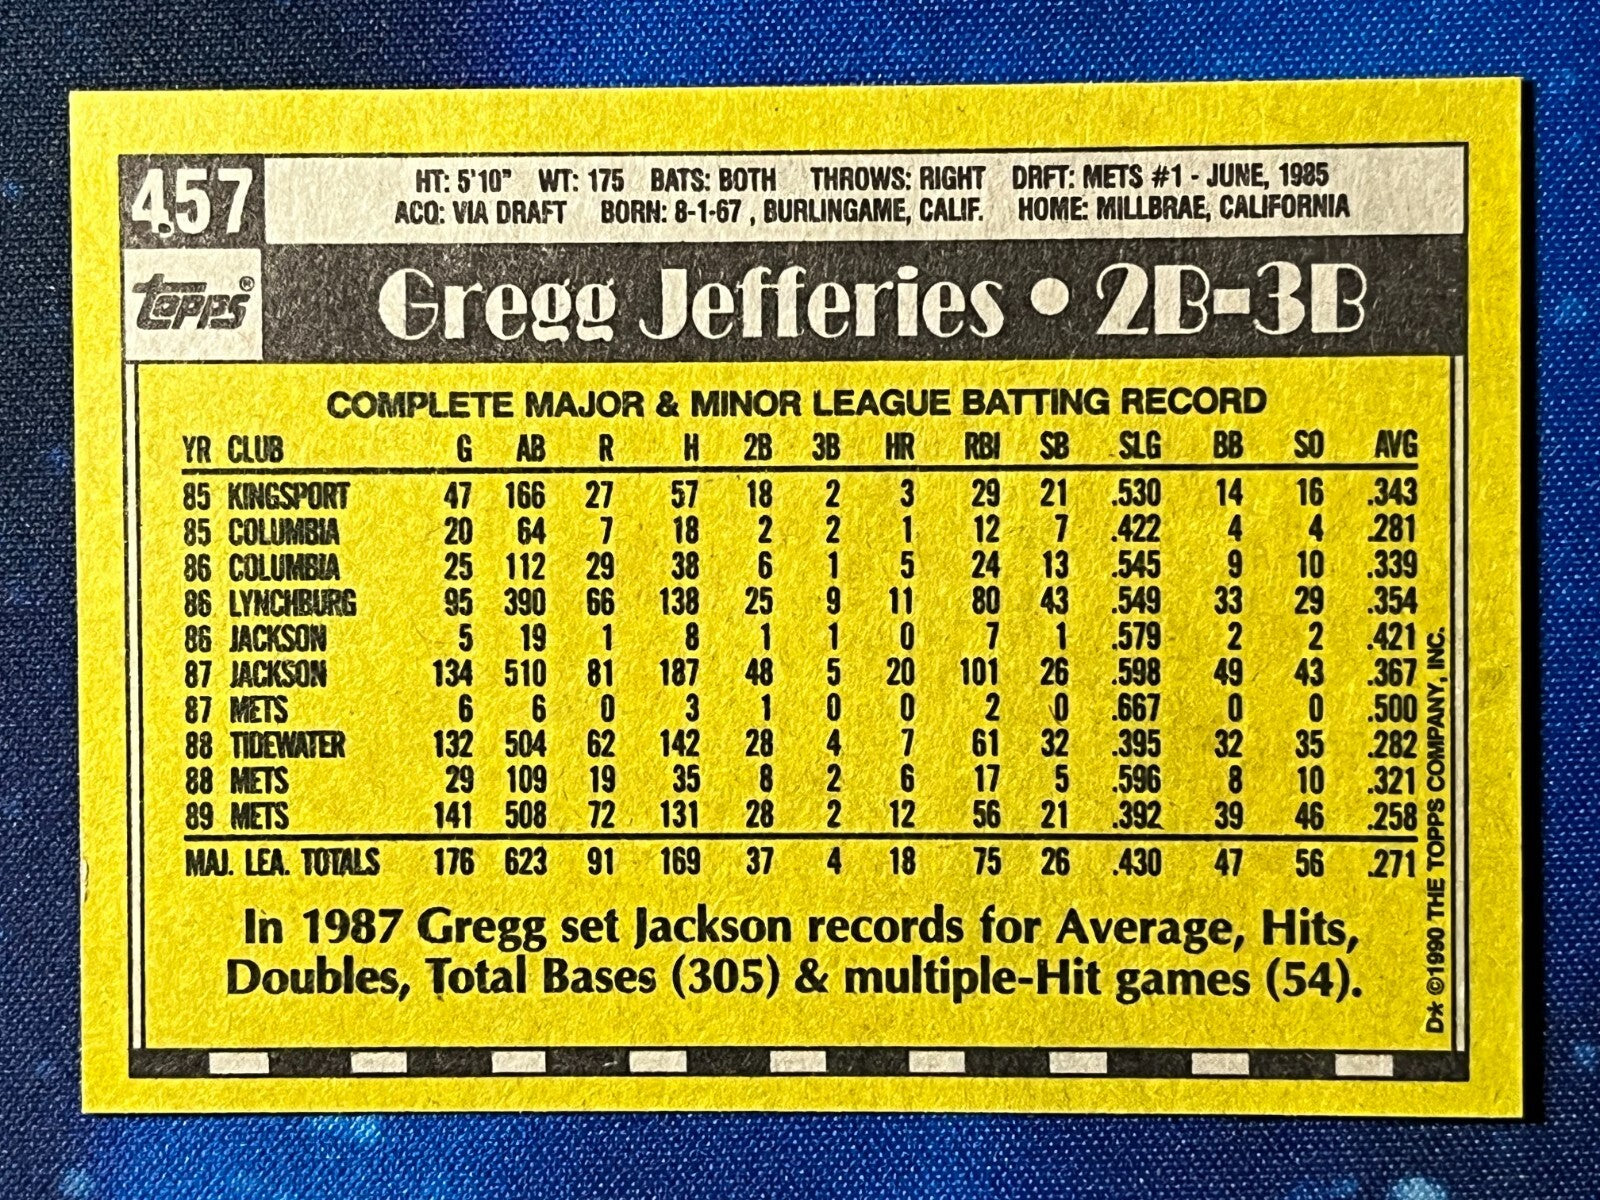 457
HT: 5'10" WT: 175 BATS: BOTH THROWS: RIGHT DRFT: METS #1 - JUNE, 1985
ACQ: VIA DRAFT BORN: 8-1-67 , BURLINGAME, CALIF. HOME: MILLBRAE, CALIFORNIA
topps®
Gregg Jefferies • 2B-3B
COMPLETE MAJOR & MINOR LEAGUE BATTING RECORD
YR CLUB G AB R H 2B 3B HR RBI SB SLG BB SO AVG
85 KINGSPORT 47 166 27 57 18 2 3 29 21 .530 14 16 .343
85 COLUMBIA 20 64 7 18 2 2 1 12 7 .422 4 4 .281
86 COLUMBIA 25 112 29 38 6 1 5 24 13 .545 9 10 .339
86 LYNCHBURG 95 390 66 138 25 9 11 80 43 .549 33 29 .354
86 JACKSON 5 19 1 8 1 1 0 7 1 .579 2 2 .421
87 JACKSON 134 510 81 187 48 5 20 101 26 .598 49 43 .367
87 METS 6 6 0 3 1 0 0 2 0 .667 0 0 .500
88 TIDEWATER 132 504 62 142 28 4 7 61 32 .395 32 35 .282
88 METS 29 109 19 35 8 2 6 17 5 .596 8 10 .321
89 METS 141 508 72 131 28 2 12 56 21 .392 39 46 .258
MAJ. LEA. TOTALS 176 623 91 169 37 4 18 75 26 .430 47 56 .271
In 1987 Gregg set Jackson records for Average, Hits,
Doubles, Total Bases (305) & multiple-Hit games (54).
D* ©1990 THE TOPPS COMPANY, INC.